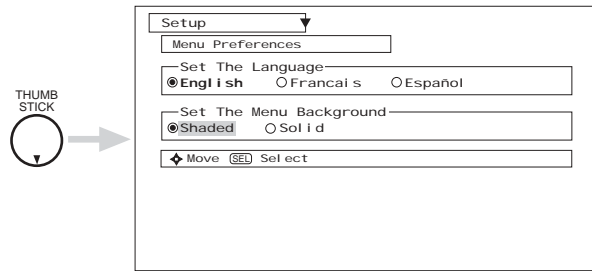 Setup
Menu Preferences
Set The Language
English Francais Español
THUMB
STICK
Set The Menu Background
Shaded Solid
Move SEL Select